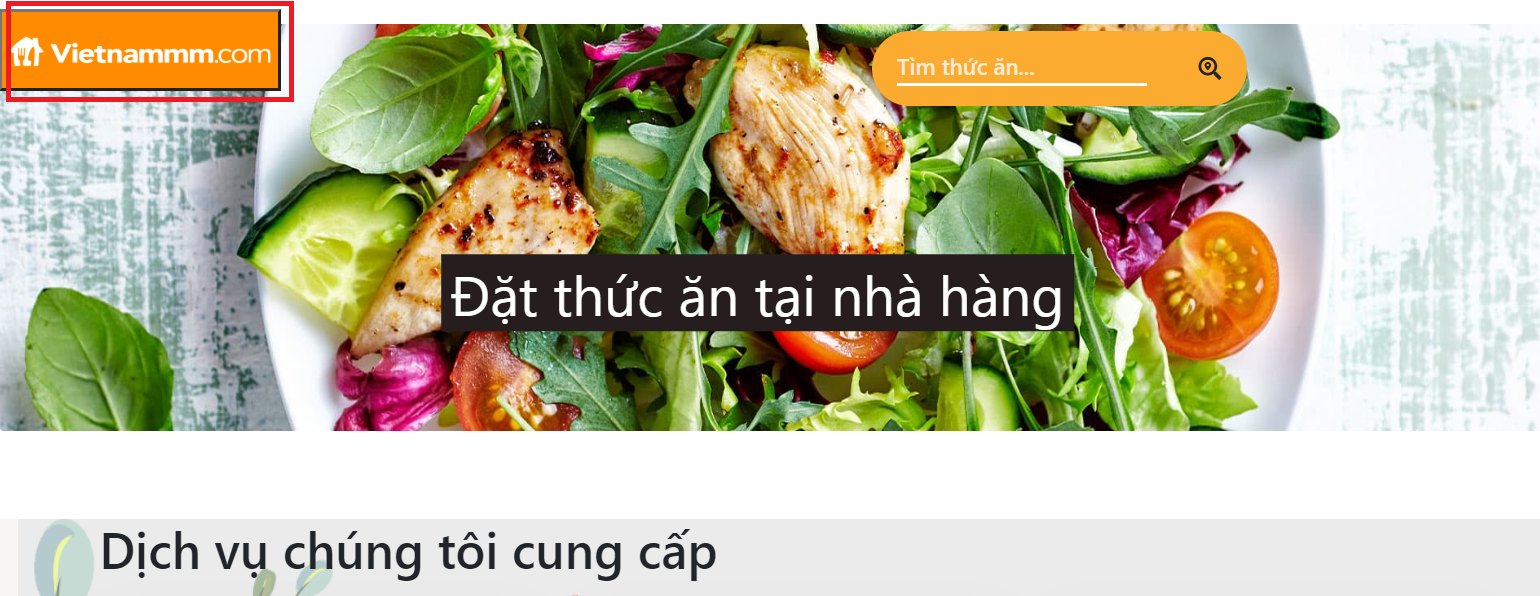 Vietnammm.com
Tìm thức ăn...
Đặt thức ăn tại nhà hàng
Dịch vụ chúng tôi cung cấp